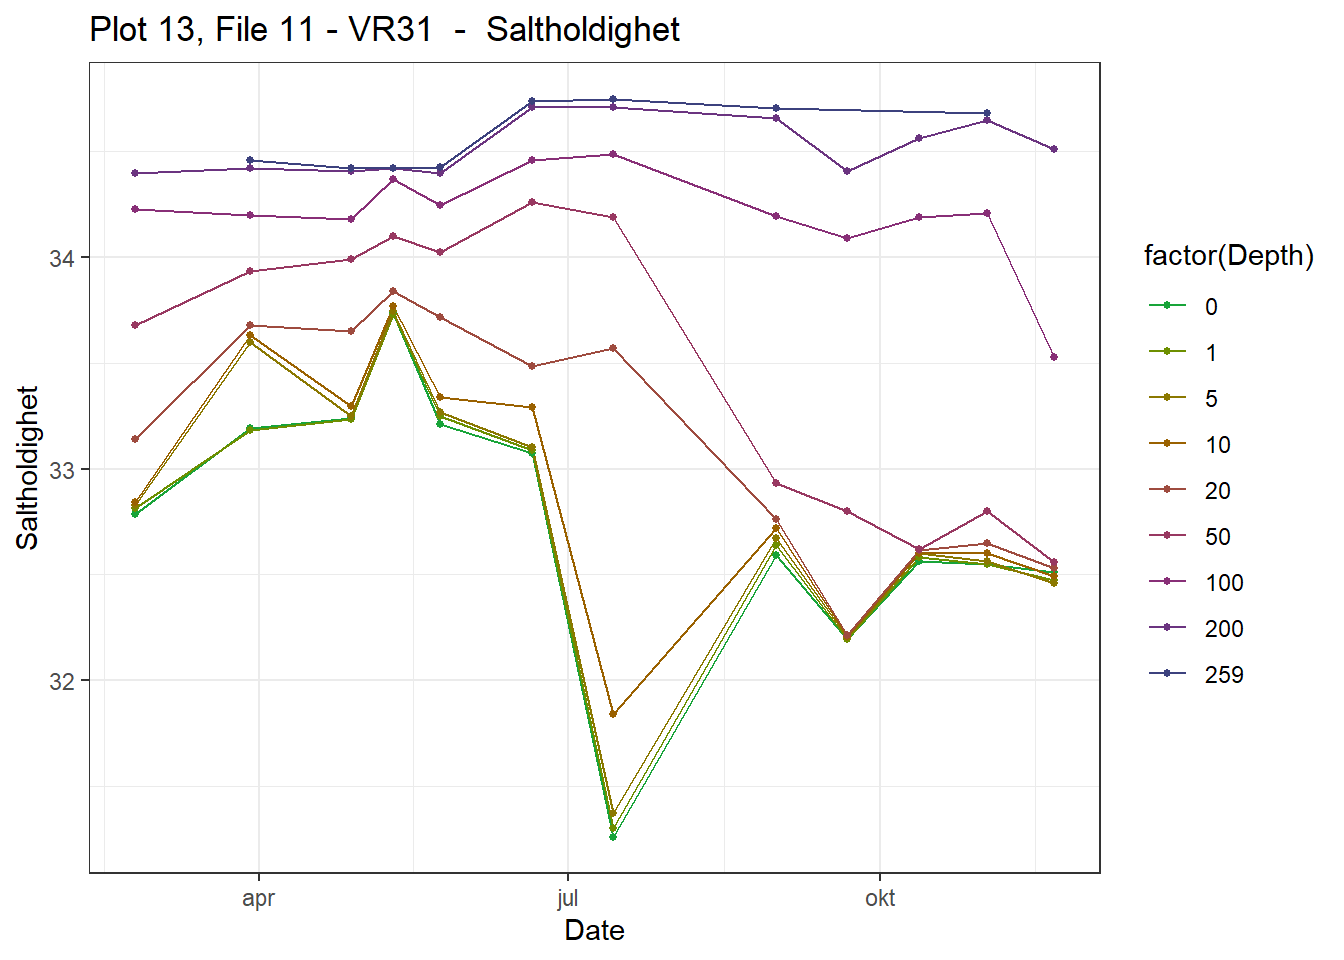 Plot 13, File 11 - VR31  -  Saltholdighet
Saltholdighet
34
33
32
apr
jul
okt
Date
factor(Depth)
0
1
5
10
20
50
100
200
259